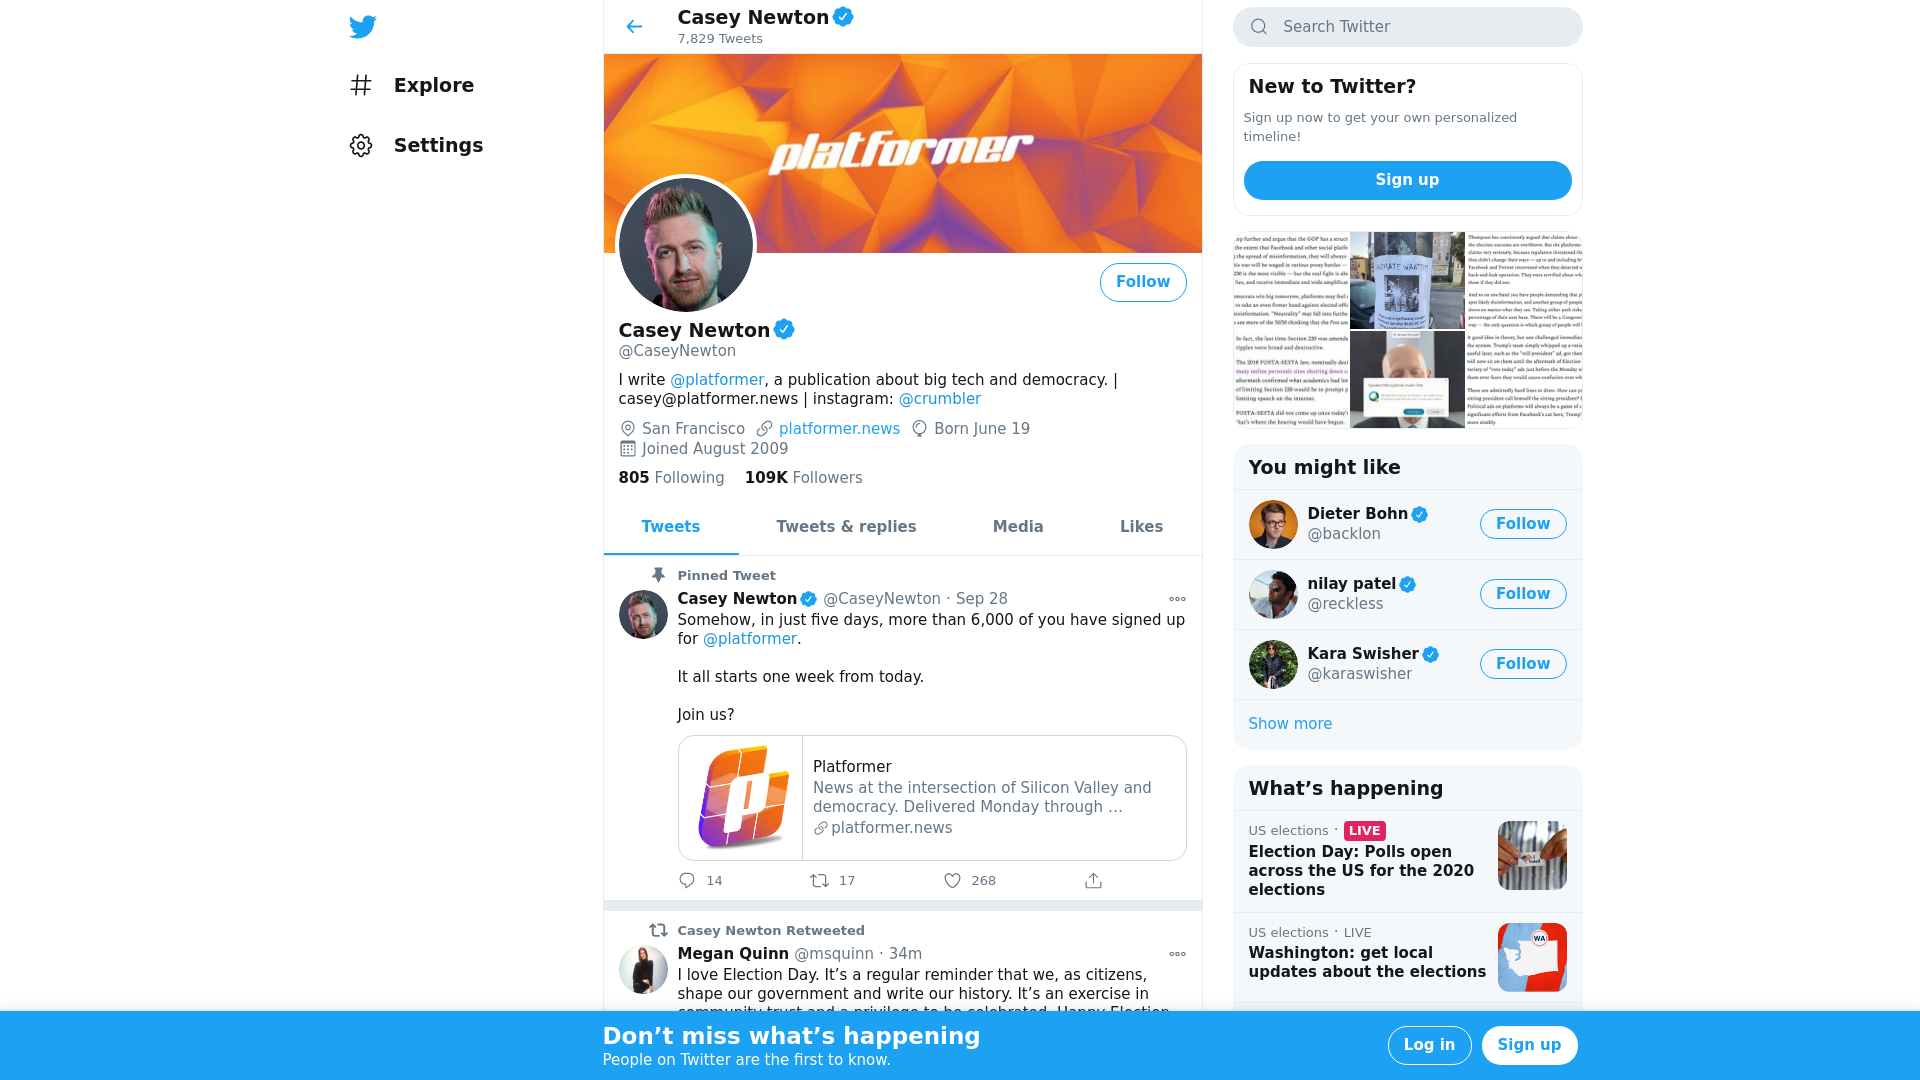 Explore
Settings
Casey Newton
7,829 Tweets
platformer
Follow
Casey Newton
@CaseyNewton
I write @platformer, a publication about big tech and democracy. |
casey@platformer.news | instagram: @crumbler
San Francisco platformer.news Born June 19
Joined August 2009
805 Following 109K Followers
Tweets Tweets & replies Media Likes
Pinned Tweet
Casey Newton @CaseyNewton · Sep 28
Somehow, in just five days, more than 6,000 of you have signed up
for @platformer.
It all starts one week from today.
Join us?
Platformer
News at the intersection of Silicon Valley and
democracy. Delivered Monday through …
platformer.news
14 17 268
Casey Newton Retweeted
Megan Quinn @msquinn · 34m
I love Election Day. It’s a regular reminder that we, as citizens,
shape our government and write our history. It’s an exercise in
Search Twitter
New to Twitter?
Sign up now to get your own personalized
timeline!
Sign up
You might like
Dieter Bohn
@backlon
Follow
nilay patel
@reckless
Follow
Kara Swisher
@karaswisher
Follow
Show more
What’s happening
US elections · LIVE
Election Day: Polls open
across the US for the 2020
elections
US elections · LIVE
Washington: get local
updates about the elections
WA
Don’t miss what’s happening
People on Twitter are the first to know.
Log in
Sign up